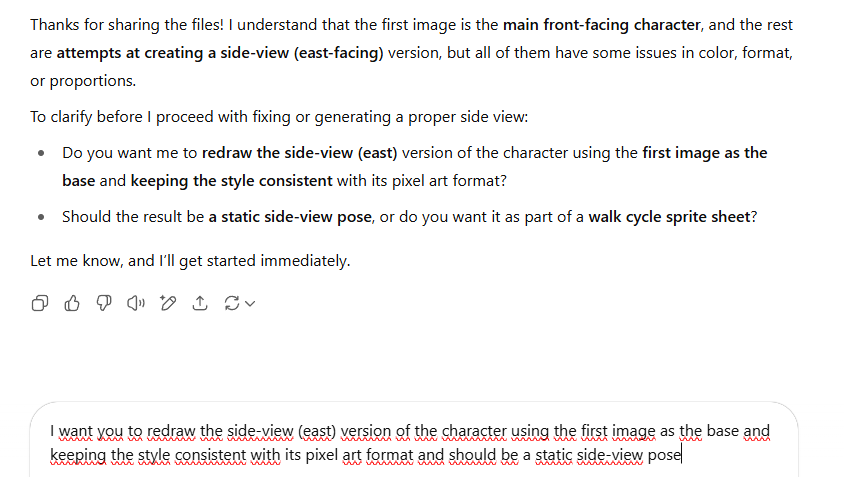 Thanks for sharing the files! I understand that the first image is the main front-facing character, and the rest
are attempts at creating a side-view (east-facing) version, but all of them have some issues in color, format,
or proportions.
To clarify before I proceed with fixing or generating a proper side view:
• Do you want me to redraw the side-view (east) version of the character using the first image as the
base and keeping the style consistent with its pixel art format?
• Should the result be a static side-view pose, or do you want it as part of a walk cycle sprite sheet?
Let me know, and I'll get started immediately.
I want you to redraw the side-view (east) version of the character using the first image as the base and
keeping the style consistent with its pixel art format and should be a static side-view pose